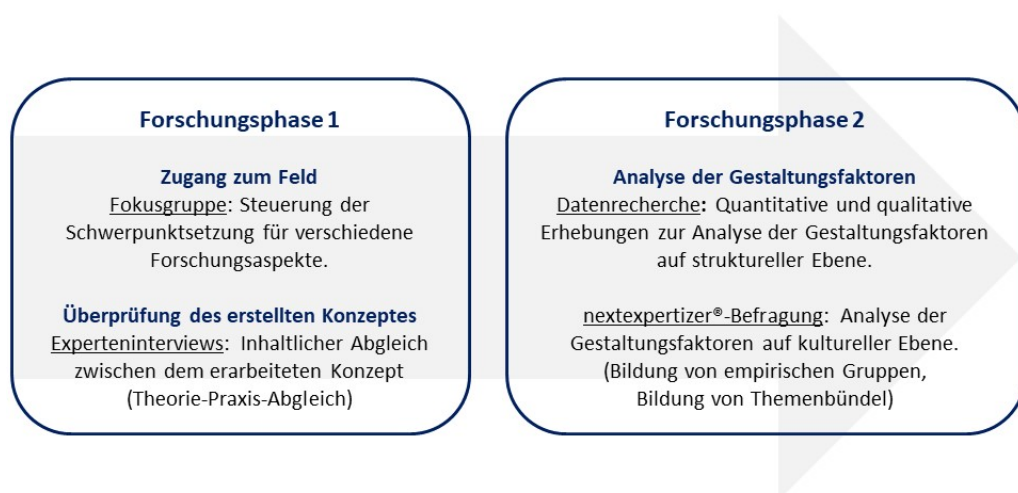 Forschungsphase 1
Zugang zum Feld
Fokusgruppe: Steuerung der
Schwerpunktsetzung für verschiedene
Forschungsaspekte.
Überprüfung des erstellten Konzeptes
Experteninterviews: Inhaltlicher Abgleich
zwischen dem erarbeiteten Konzept
(Theorie-Praxis-Abgleich)
Forschungsphase 2
Analyse der Gestaltungsfaktoren
Datenrecherche: Quantitative und qualitative
Erhebungen zur Analyse der Gestaltungsfaktoren
auf struktureller Ebene.
nextexpertizer®-Befragung: Analyse der
Gestaltungsfaktoren auf kultureller Ebene.
(Bildung von empirischen Gruppen,
Bildung von Themenbündel)